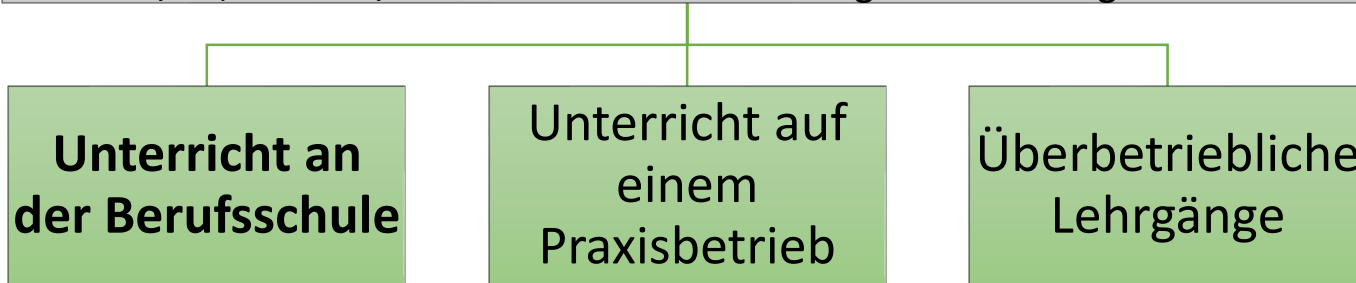 Unterricht an
der Berufsschule
Unterricht auf
einem
Praxisbetrieb
Überbetriebliche
Lehrgänge